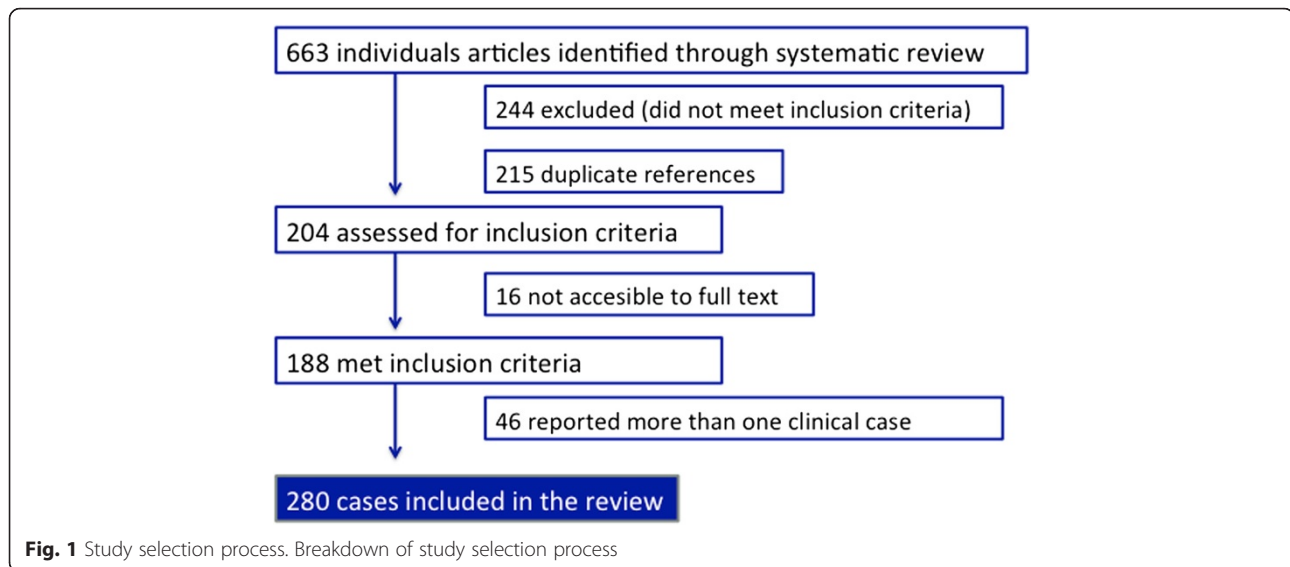 663 individuals articles identified through systematic review
244 excluded (did not meet inclusion criteria)
215 duplicate references
204 assessed for inclusion criteria
16 not accesible to full text
188 met inclusion criteria
46 reported more than one clinical case
280 cases included in the review
Fig. 1 Study selection process. Breakdown of study selection process